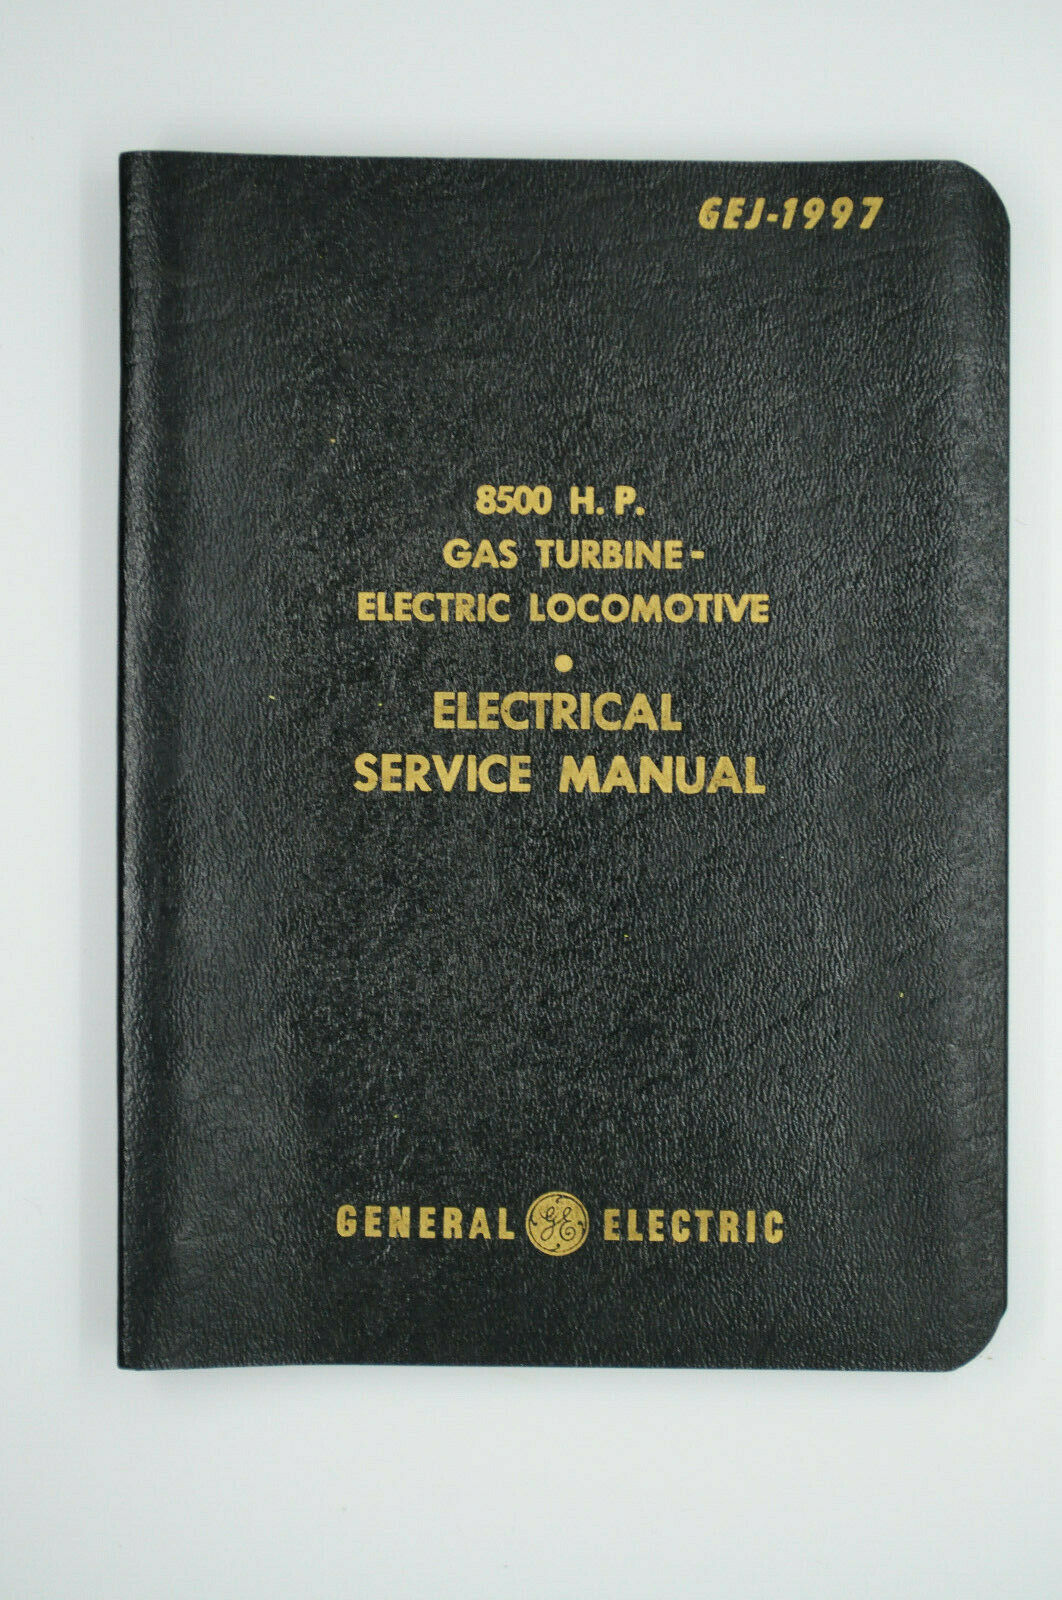 GEJ-1997
8500 H.P.
GAS TURBINE-
ELECTRIC LOCOMOTIVE
•
ELECTRICAL
SERVICE MANUAL
GENERAL GE ELECTRIC